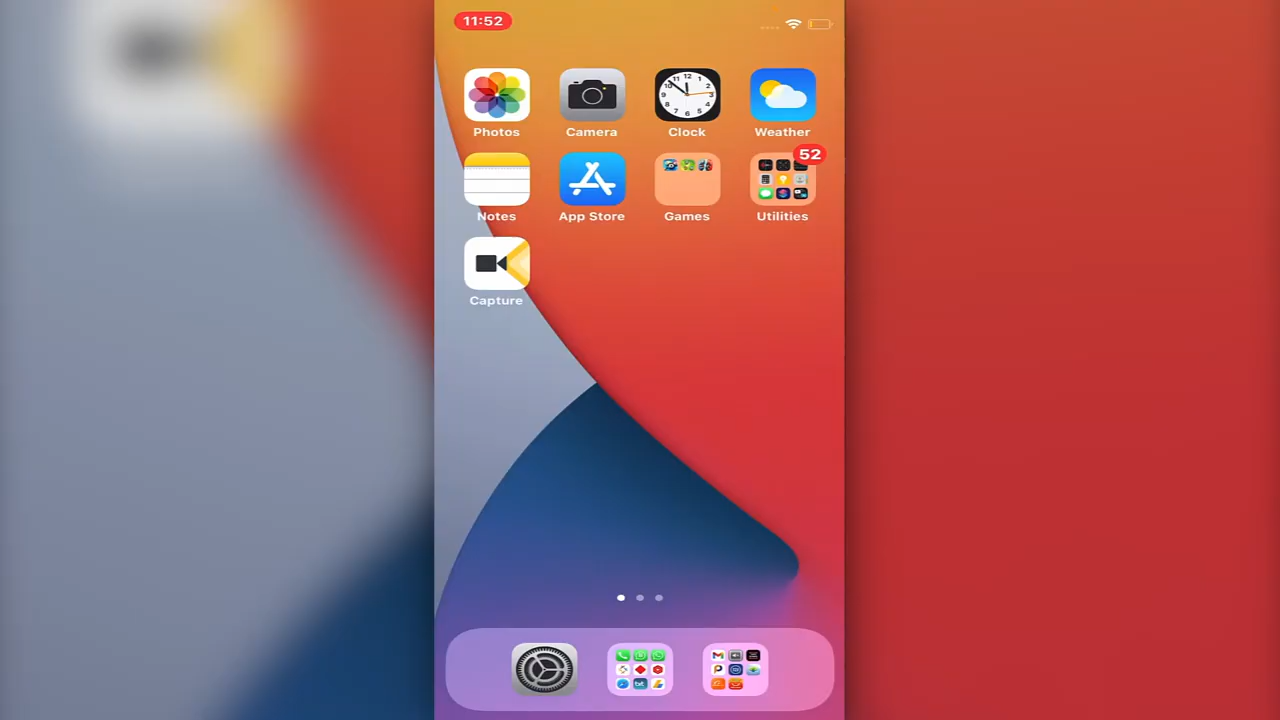 11:52
Photos
Camera
Clock
Weather
52
Notes
App Store
Games
Utilities
Capture